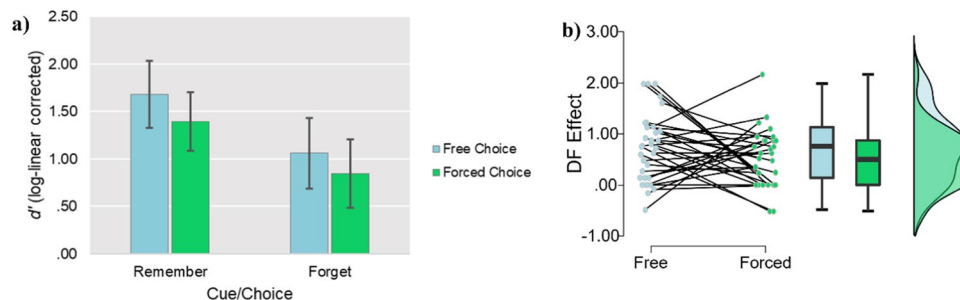 a)
2.50
2.00
1.50
1.00
.50
.00
d' (log-linear corrected)
Remember
Forget
Cue/Choice
Free Choice
Forced Choice
b)
3.00
2.00
1.00
.00
-1.00
DF Effect
Free
Forced